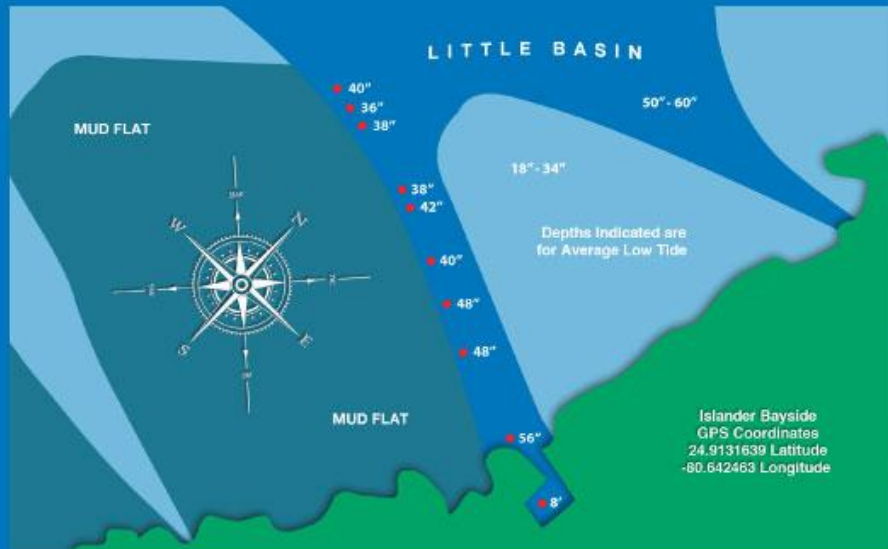 LITTLE BASIN
40"
36"
38"
50" - 60"
MUD FLAT
18" - 34"
38"
42"
W
N
Depths Indicated are
for Average Low Tide
40"
48"
S
E
48"
MUD FLAT
56"
Islander Bayside
GPS Coordinates
24.9131639 Latitude
-80.642463 Longitude
8'